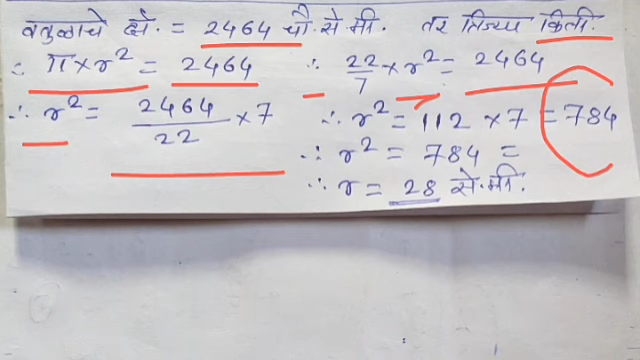 वर्तुळाचे क्षे. = 2464 चौ. से. मी. तर त्रिज्या किती.
∴ π × r² = 2464 ∴ 22/7 × r² = 2464
∴ r² = 2464/22 × 7 ∴ r² = 112 × 7 = 784
∴ r² = 784 =
∴ r = 28 से. मी.